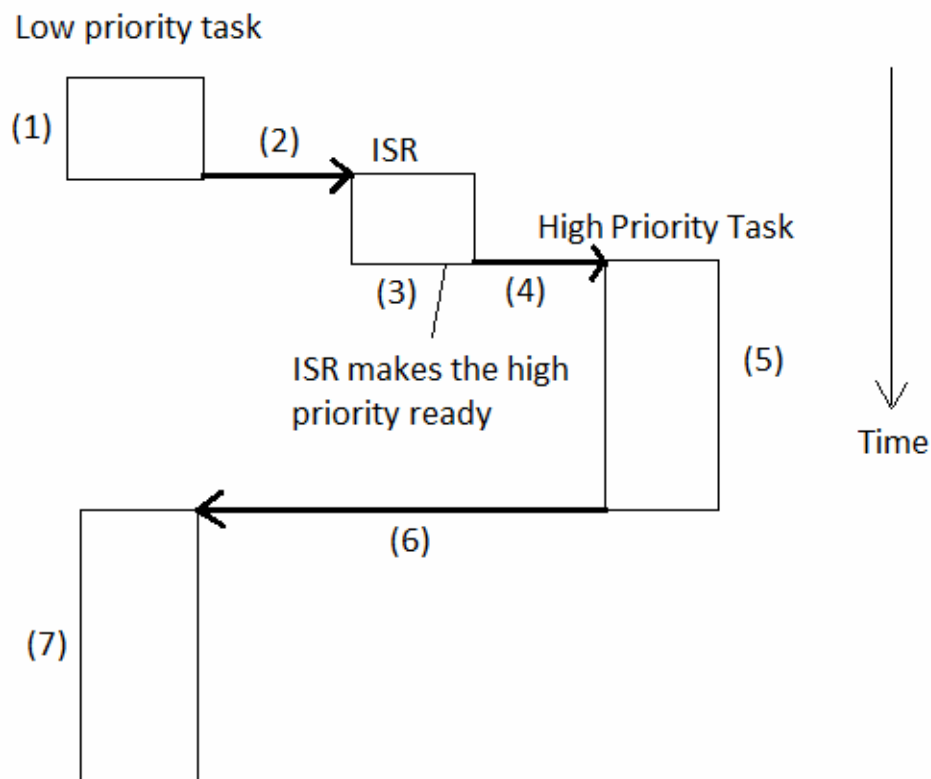 Low priority task
(1)
(2)
ISR
High Priority Task
(3)
(4)
ISR makes the high
priority ready
(5)
Time
(6)
(7)